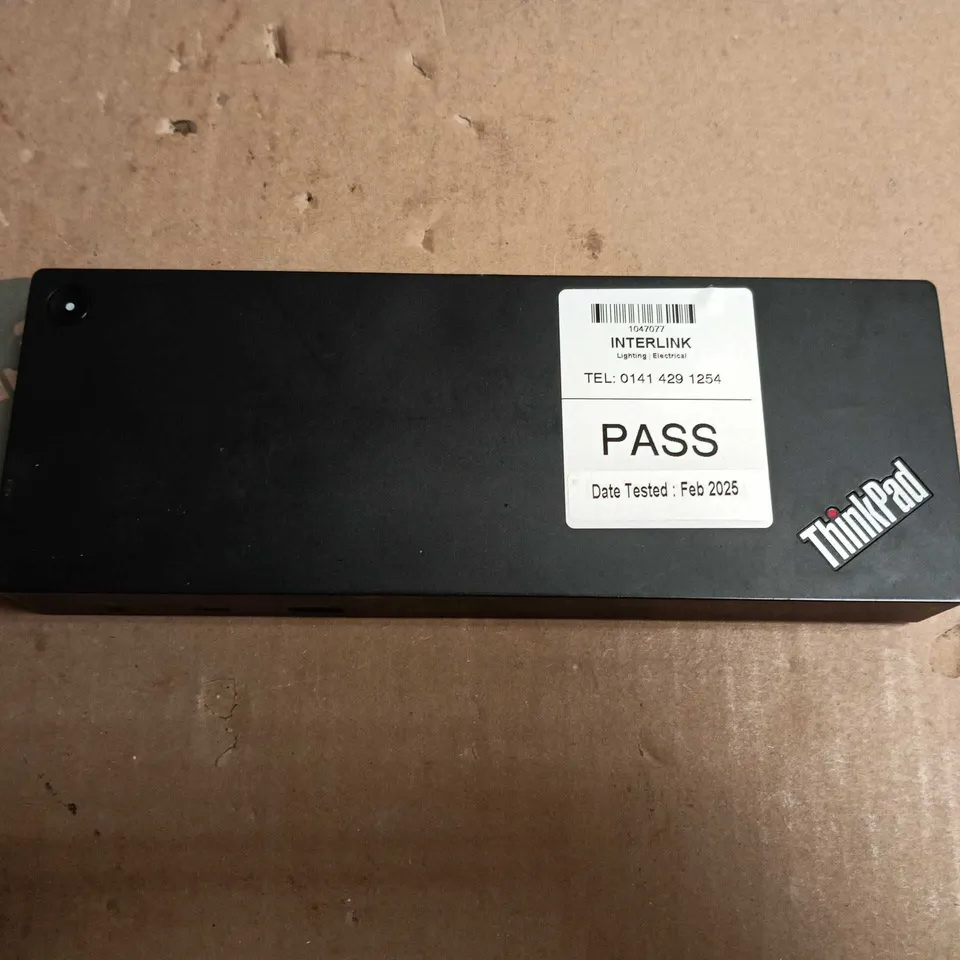 1047077
INTERLINK
Lighting | Electrical
TEL: 0141 429 1254
PASS
Date Tested : Feb 2025
ThinkPad